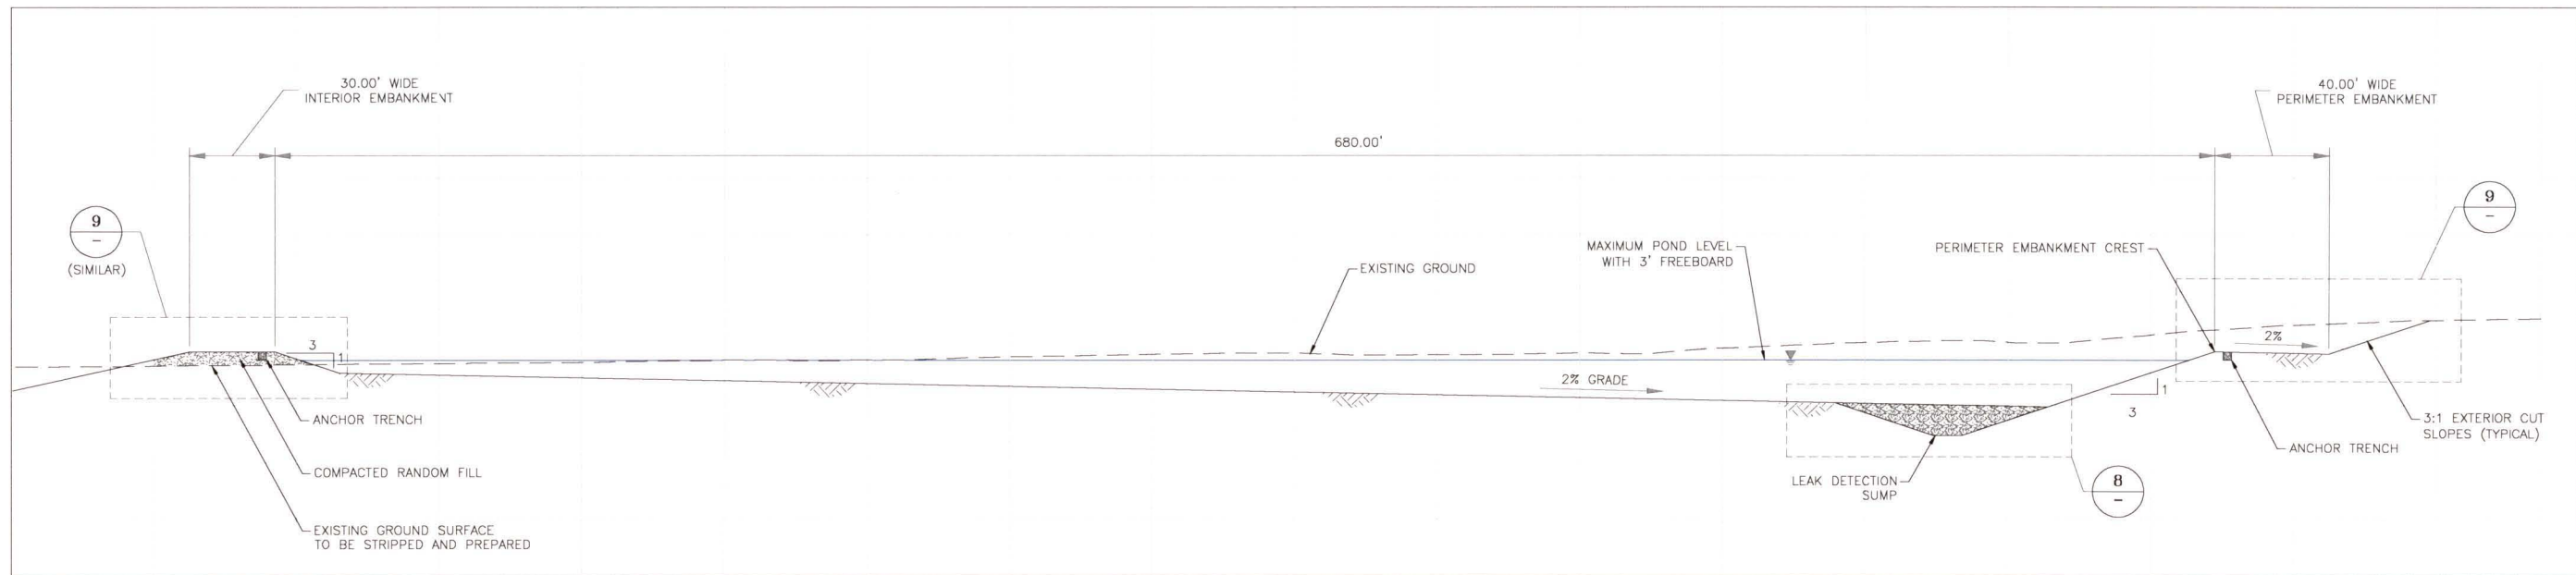 30.00' WIDE
INTERIOR EMBANKMENT
40.00' WIDE
PERIMETER EMBANKMENT
680.00'
9
–
(SIMILAR)
9
–
MAXIMUM POND LEVEL
WITH 3' FREEBOARD
PERIMETER EMBANKMENT CREST
EXISTING GROUND
3
1
2%
2% GRADE
1
3
ANCHOR TRENCH
3:1 EXTERIOR CUT
SLOPES (TYPICAL)
ANCHOR TRENCH
COMPACTED RANDOM FILL
LEAK DETECTION
SUMP
8
–
EXISTING GROUND SURFACE
TO BE STRIPPED AND PREPARED